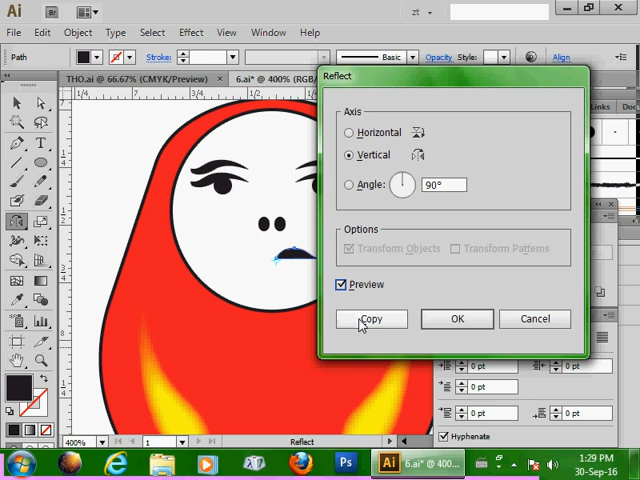 Ai Br zt
File Edit Object Type Select Effect View Window Help
Path Stroke: Basic Opacity Style: Align
THO.ai @ 66.67% (CMYK/Preview) × 6.ai* @ 400% (RGB/
Reflect
Axis
Horizontal
Vertical
Angle: 90°
Options
Transform Objects Transform Patterns
Preview
Copy OK Cancel
Links
0 pt 0 pt
0 pt
0 pt 0 pt
Hyphenate
400% 1 Reflect
Ps Ai 6.ai* @ 400...
1:29 PM
30-Sep-16